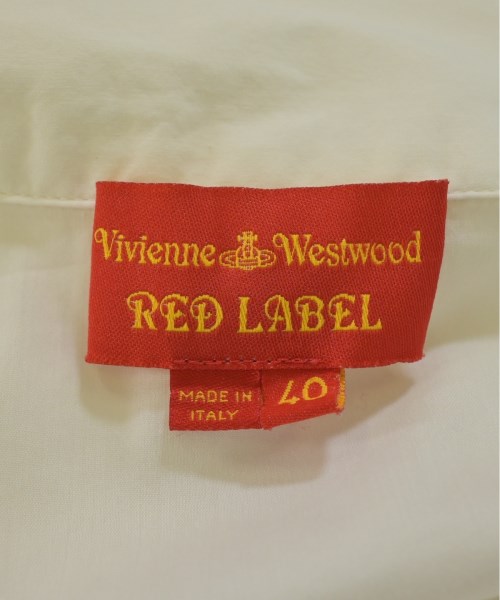 Vivienne Westwood
RED LABEL
MADE IN
ITALY
40